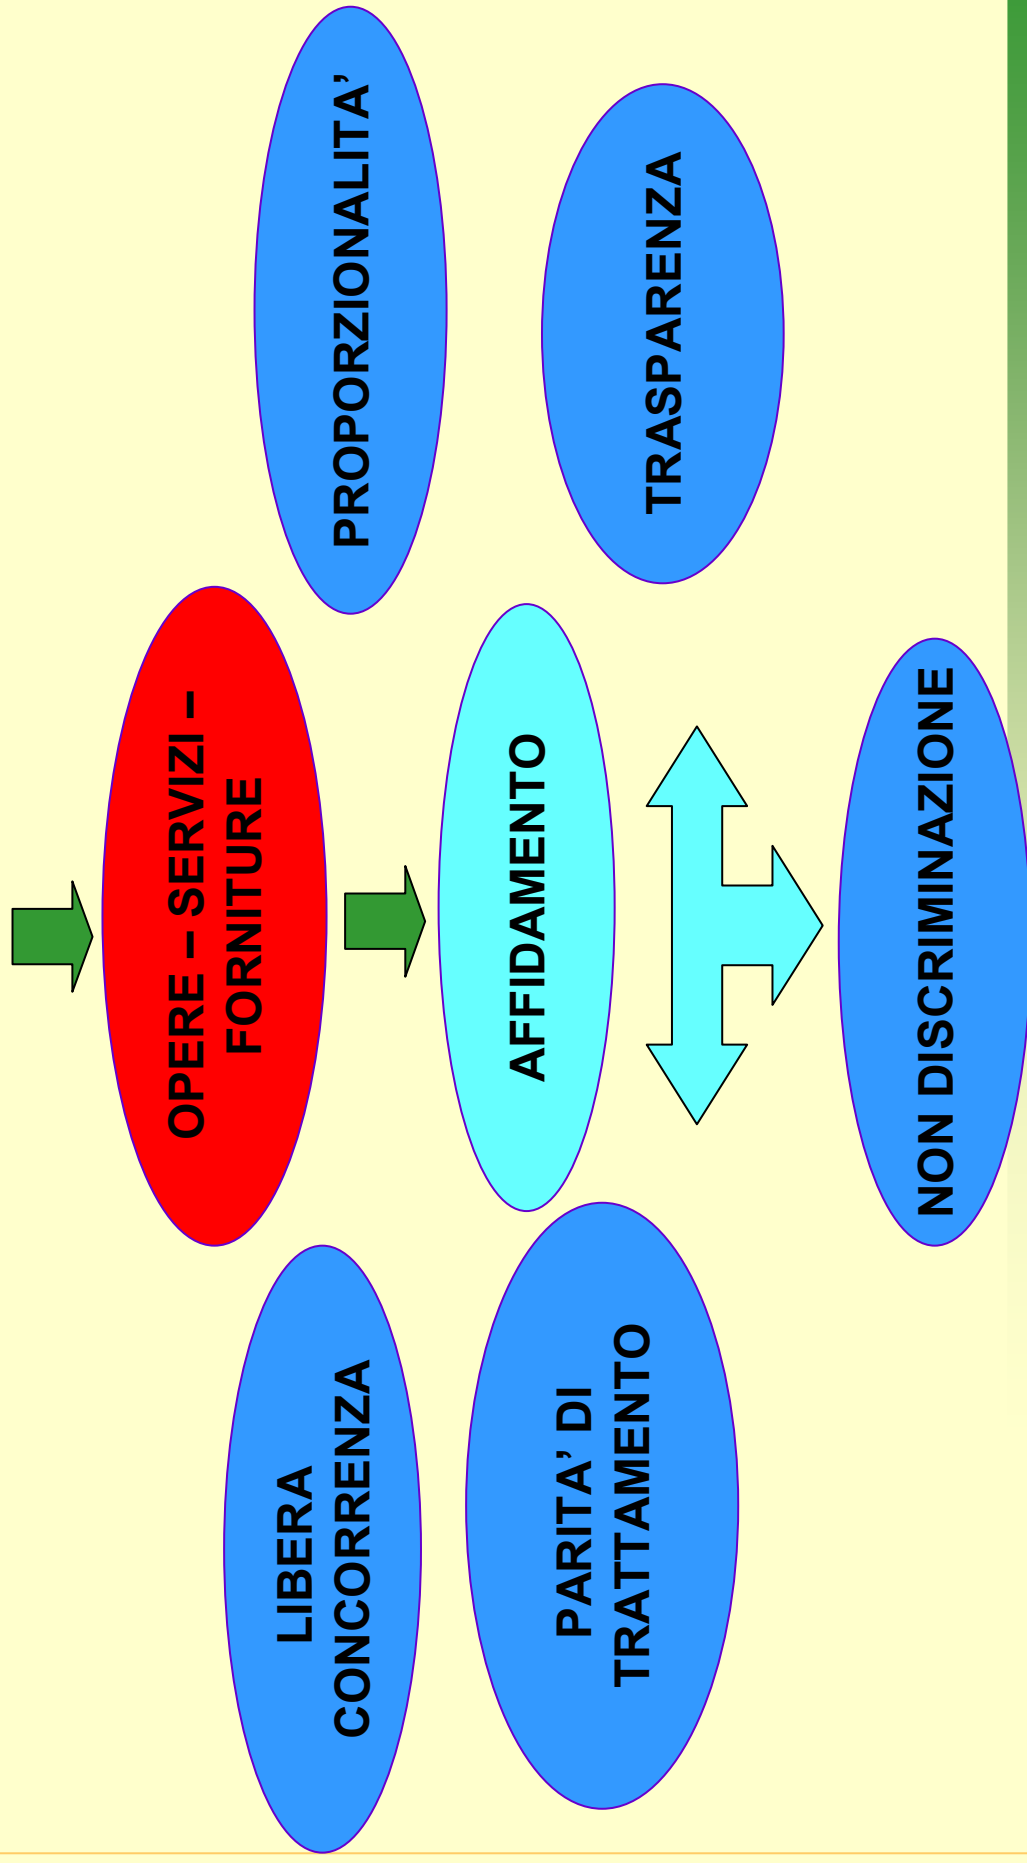 OPERE – SERVIZI –
FORNITURE
LIBERA
CONCORRENZA
PROPORZIONALITA’
AFFIDAMENTO
PARITA’ DI
TRATTAMENTO
TRASPARENZA
NON DISCRIMINAZIONE